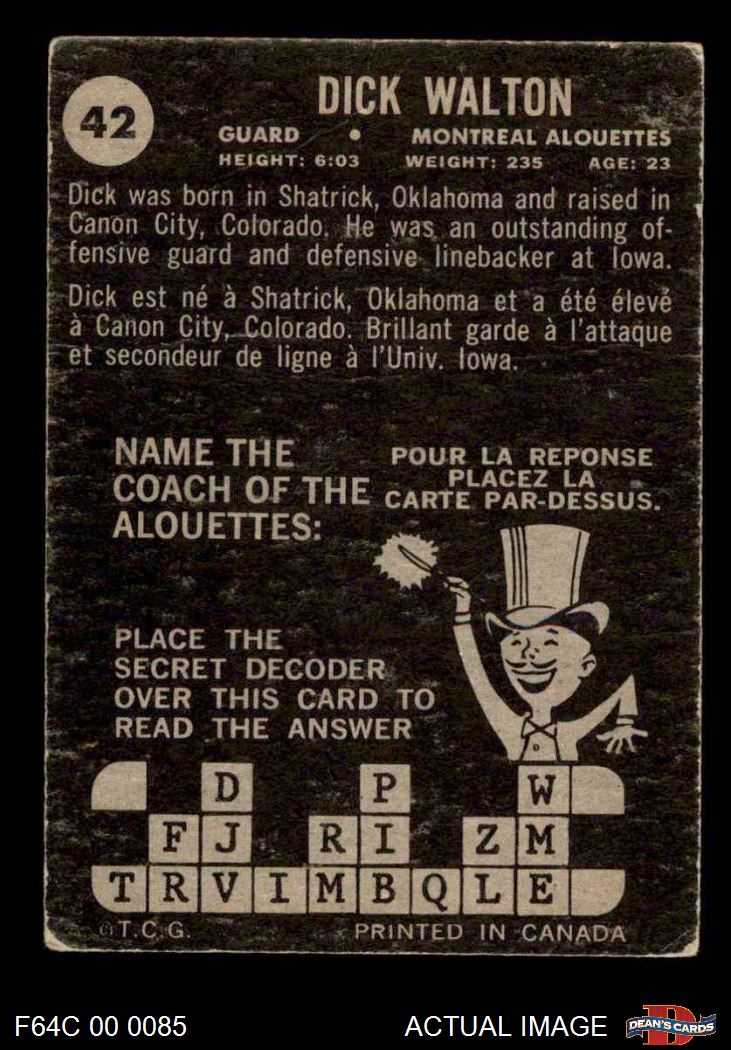 42
DICK WALTON
GUARD • MONTREAL ALOUETTES
HEIGHT: 6:03 WEIGHT: 235 AGE: 23
Dick was born in Shatrick, Oklahoma and raised in
Canon City, Colorado. He was an outstanding of-
fensive guard and defensive linebacker at Iowa.
Dick est né à Shatrick, Oklahoma et a été élevé
à Canon City, Colorado. Brillant garde à l'attaque
et secondeur de ligne à l'Univ. Iowa.
NAME THE
COACH OF THE
ALOUETTES:
POUR LA REPONSE
PLACEZ LA
CARTE PAR-DESSUS.
PLACE THE
SECRET DECODER
OVER THIS CARD TO
READ THE ANSWER
D P W
F J R I Z M
T R V I M B Q L E
©T.C.G. PRINTED IN CANADA
F64C 00 0085 ACTUAL IMAGE
DEAN'S CARDS